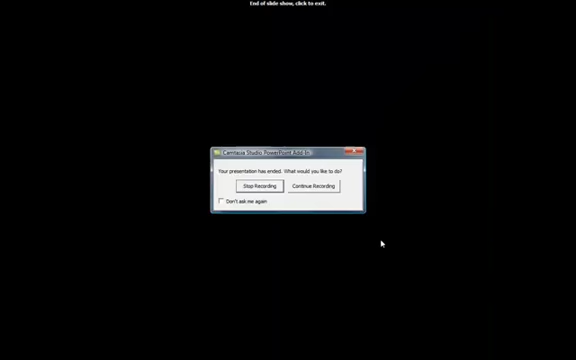 End of slide show, click to exit.
Camtasia Studio PowerPoint Add-In
Your presentation has ended. What would you like to do?
Stop Recording
Continue Recording
Don't ask me again